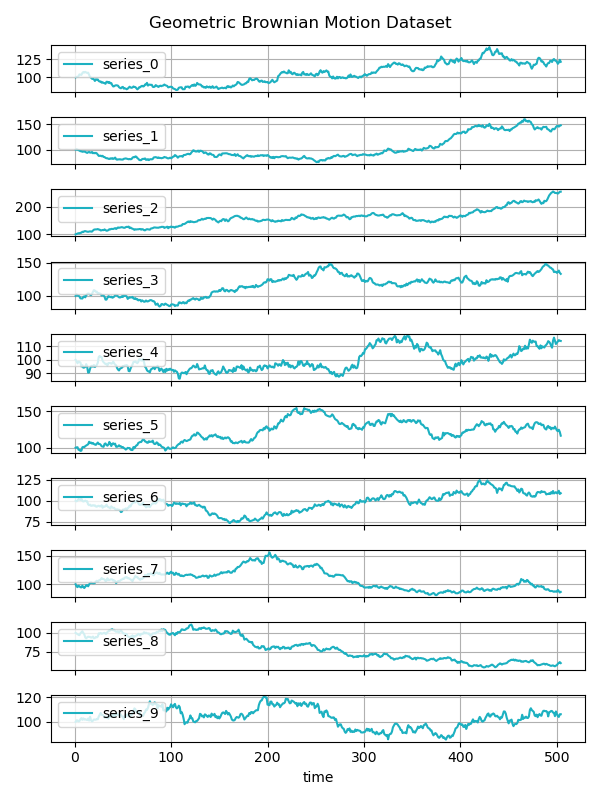 Geometric Brownian Motion Dataset
125
100
series_0
150
100
series_1
200
100
series_2
150
100
series_3
110
100
90
series_4
150
100
series_5
125
100
75
series_6
150
100
series_7
100
75
series_8
120
100
series_9
0 100 200 300 400 500
time